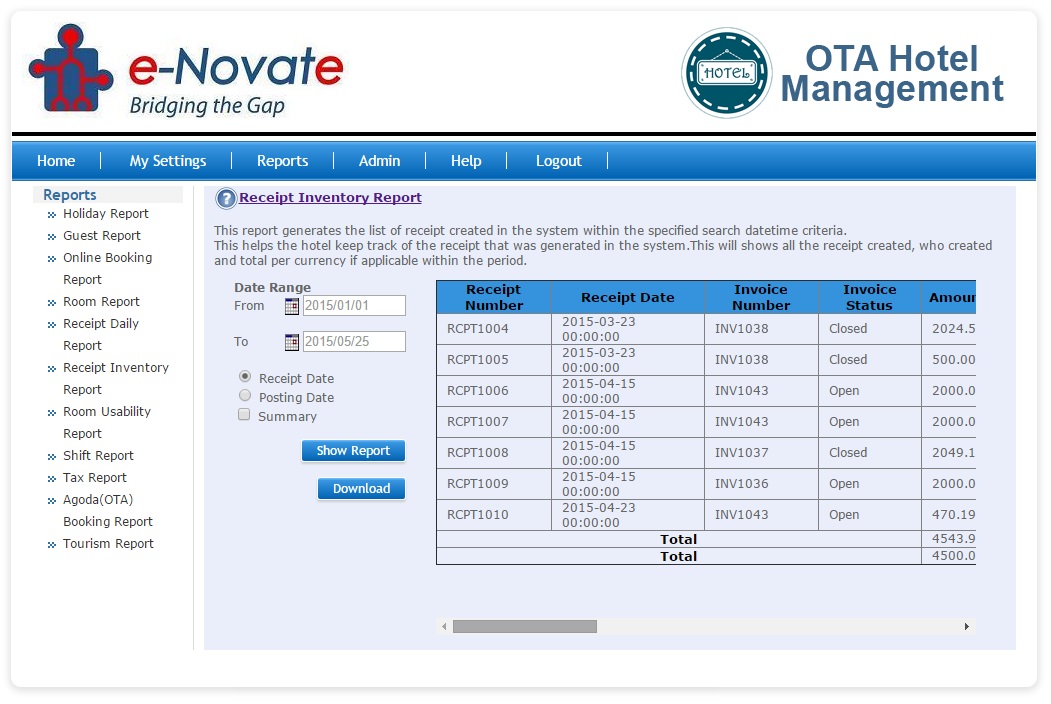 e-Novate
Bridging the Gap
HOTEL
OTA Hotel
Management
Home My Settings Reports Admin Help Logout
Reports
Holiday Report
Guest Report
Online Booking
Report
Room Report
Receipt Daily
Report
Receipt Inventory
Report
Room Usability
Report
Shift Report
Tax Report
Agoda(OTA)
Booking Report
Tourism Report
? Receipt Inventory Report
This report generates the list of receipt created in the system within the specified search datetime criteria.
This helps the hotel keep track of the receipt that was generated in the system.This will shows all the receipt created, who created
and total per currency if applicable within the period.
Date Range
From 2015/01/01
To 2015/05/25
Receipt Date
Posting Date
Summary
Show Report
Download
Receipt Number Receipt Date Invoice Number Invoice Status Amoun
RCPT1004 2015-03-23 00:00:00 INV1038 Closed 2024.5
RCPT1005 2015-03-23 00:00:00 INV1038 Closed 500.00
RCPT1006 2015-04-15 00:00:00 INV1043 Open 2000.0
RCPT1007 2015-04-15 00:00:00 INV1043 Open 2000.0
RCPT1008 2015-04-15 00:00:00 INV1037 Closed 2049.1
RCPT1009 2015-04-15 00:00:00 INV1036 Open 2000.0
RCPT1010 2015-04-23 00:00:00 INV1043 Open 470.19
Total 4543.9
Total 4500.0